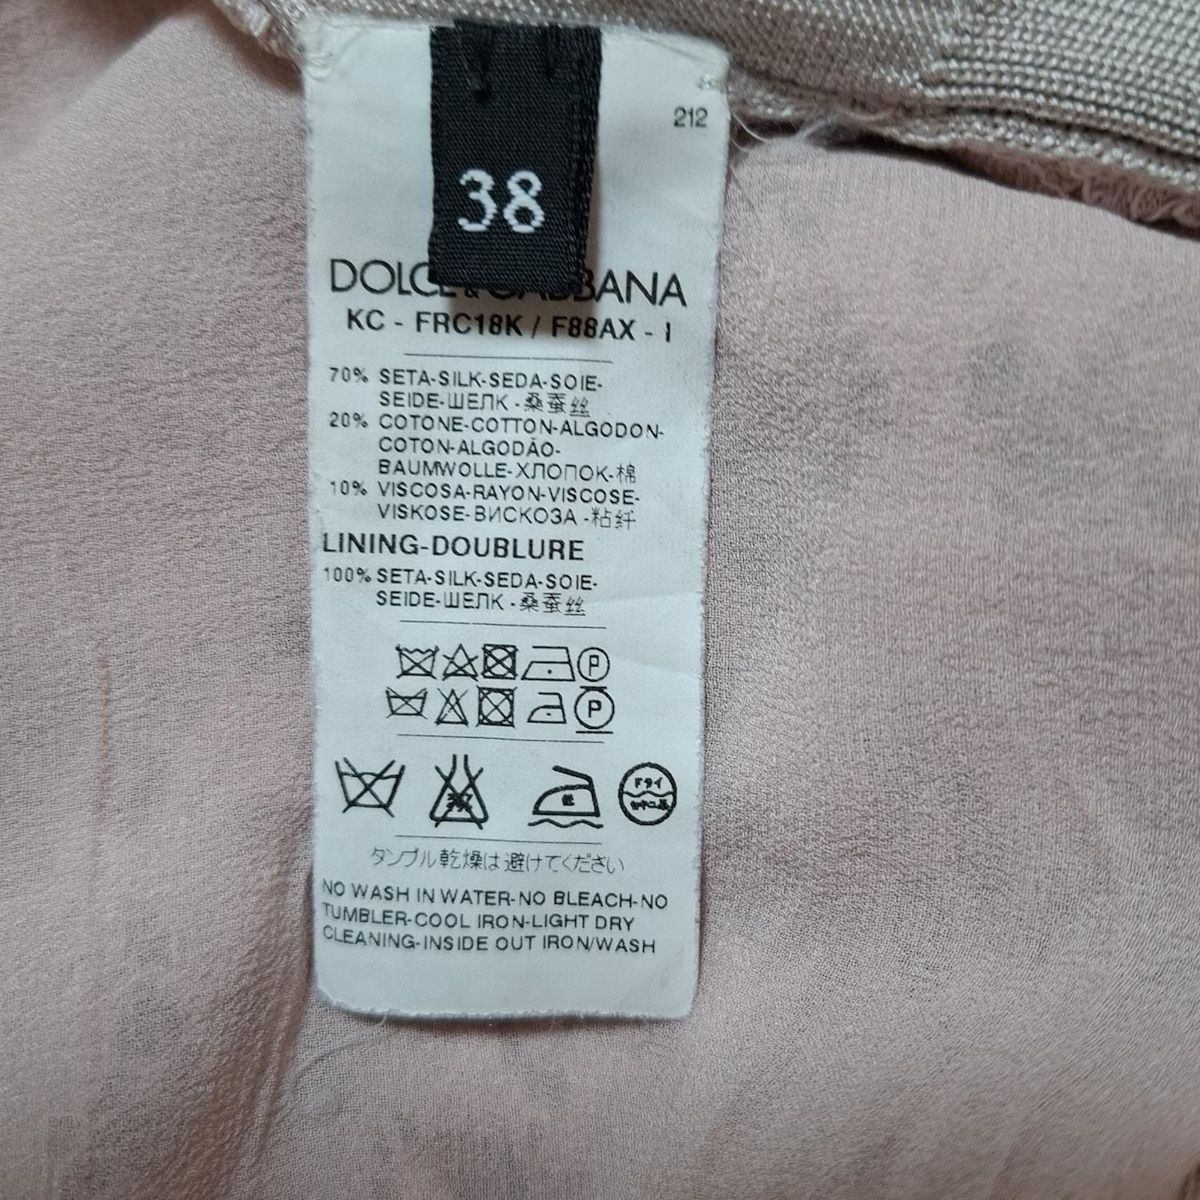 212
38
DOLCE & GABBANA
KC - FRC18K / F88AX - I
70% SETA-SILK-SEDA-SOIE-
SEIDE-ШЕЛК-桑蚕丝
20% COTONE-COTTON-ALGODON-
COTON-ALGODÃO-
BAUMWOLLE-ХЛОПОК-棉
10% VISCOSA-RAYON-VISCOSE-
VISKOSE-ВИСКОЗА-粘纤
LINING-DOUBLURE
100% SETA-SILK-SEDA-SOIE-
SEIDE-ШЕЛК-桑蚕丝
P
P
低 ドライ
タンブル乾燥は避けてください
NO WASH IN WATER-NO BLEACH-NO
TUMBLER-COOL IRON-LIGHT DRY
CLEANING-INSIDE OUT IRON/WASH